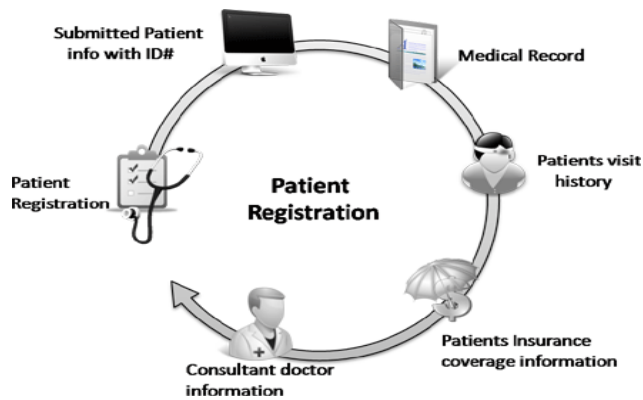 Submitted Patient
info with ID#
Medical Record
Patients visit
history
Patient
Registration
Patient
Registration
Patients Insurance
coverage information
Consultant doctor
information